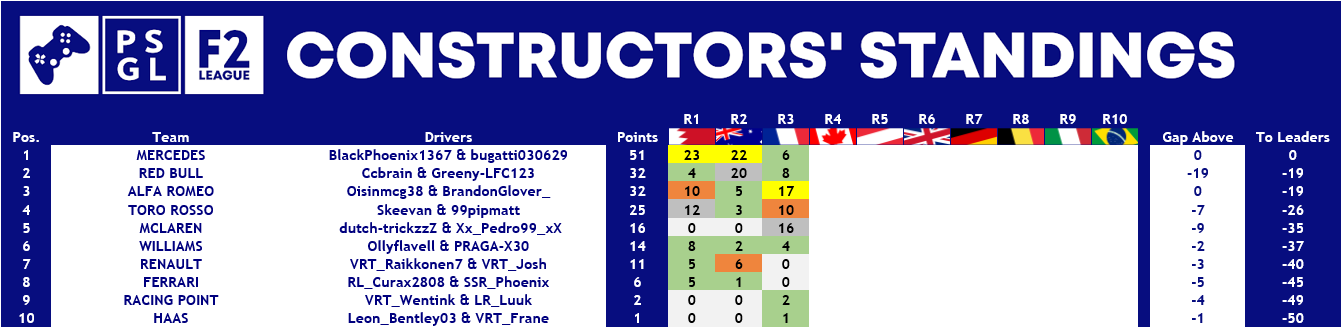 PS GL F2 LEAGUE CONSTRUCTORS' STANDINGS
R1 R2 R3 R4 R5 R6 R7 R8 R9 R10
Pos. Team Drivers Points Gap Above To Leaders
1 MERCEDES BlackPhoenix1367 & bugatti030629 51 23 22 6 0 0
2 RED BULL Ccbrain & Greeny-LFC123 32 4 20 8 -19 -19
3 ALFA ROMEO Oisinmcg38 & BrandonGlover_ 32 10 5 17 0 -19
4 TORO ROSSO Skeevan & 99pipmatt 25 12 3 10 -7 -26
5 MCLAREN dutch-trickzzZ & Xx_Pedro99_xX 16 0 0 16 -9 -35
6 WILLIAMS Ollyflavell & PRAGA-X30 14 8 2 4 -2 -37
7 RENAULT VRT_Raikkonen7 & VRT_Josh 11 5 6 0 -3 -40
8 FERRARI RL_Curax2808 & SSR_Phoenix 6 5 1 0 -5 -45
9 RACING POINT VRT_Wentink & LR_Luuk 2 0 0 2 -4 -49
10 HAAS Leon_Bentley03 & VRT_Frane 1 0 0 1 -1 -50